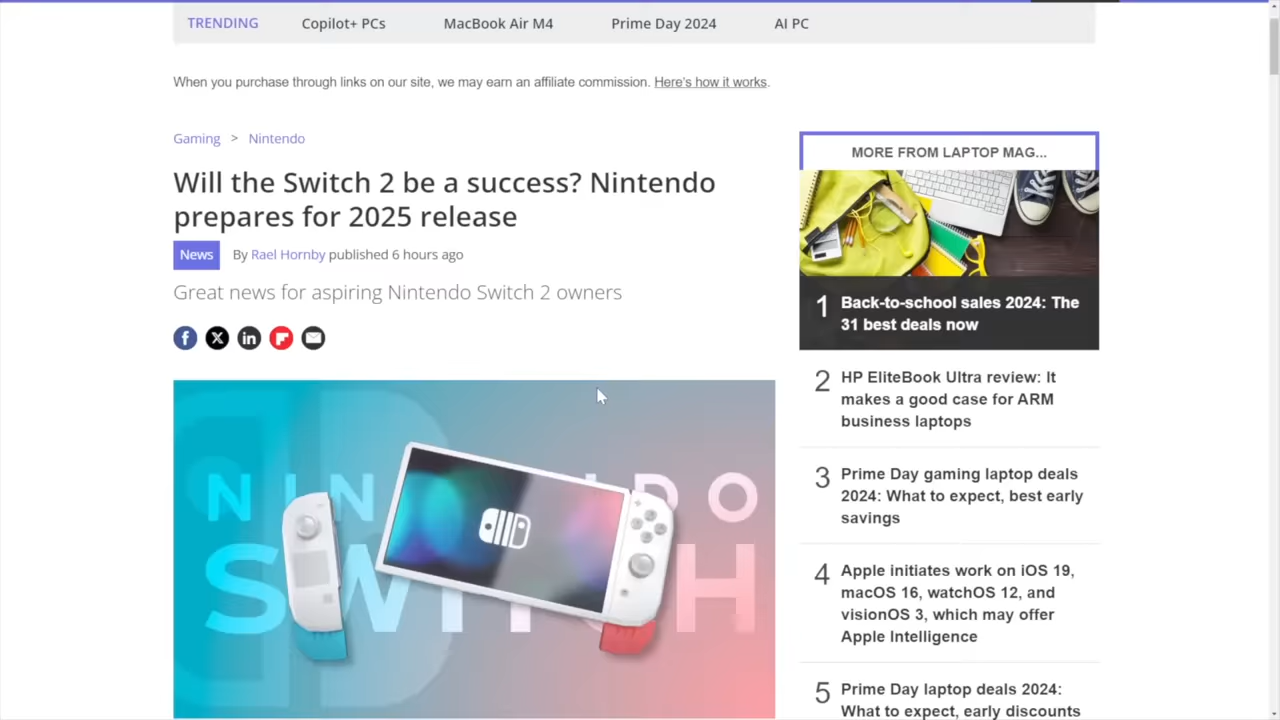 TRENDING Copilot+ PCs MacBook Air M4 Prime Day 2024 AI PC
When you purchase through links on our site, we may earn an affiliate commission. Here's how it works.
Gaming > Nintendo
Will the Switch 2 be a success? Nintendo
prepares for 2025 release
News By Rael Hornby published 6 hours ago
Great news for aspiring Nintendo Switch 2 owners
NINTENDO
SWITCH
MORE FROM LAPTOP MAG...
1 Back-to-school sales 2024: The
31 best deals now
2 HP EliteBook Ultra review: It
makes a good case for ARM
business laptops
3 Prime Day gaming laptop deals
2024: What to expect, best early
savings
4 Apple initiates work on iOS 19,
macOS 16, watchOS 12, and
visionOS 3, which may offer
Apple Intelligence
5 Prime Day laptop deals 2024:
What to expect, early discounts